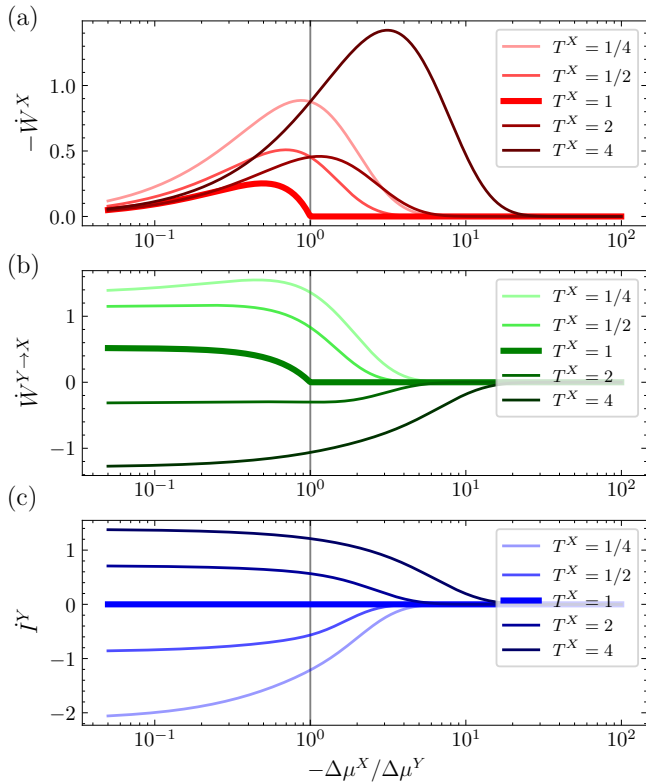 (a)
−Ẇ^X
1.0
0.5
0.0
T^X = 1/4
T^X = 1/2
T^X = 1
T^X = 2
T^X = 4
10^−1
10^0
10^1
10^2
(b)
Ẇ^{Y→X}
1
0
−1
T^X = 1/4
T^X = 1/2
T^X = 1
T^X = 2
T^X = 4
10^−1
10^0
10^1
10^2
(c)
İ^Y
1
0
−1
−2
T^X = 1/4
T^X = 1/2
T^X = 1
T^X = 2
T^X = 4
10^−1
10^0
10^1
10^2
−Δμ^X/Δμ^Y